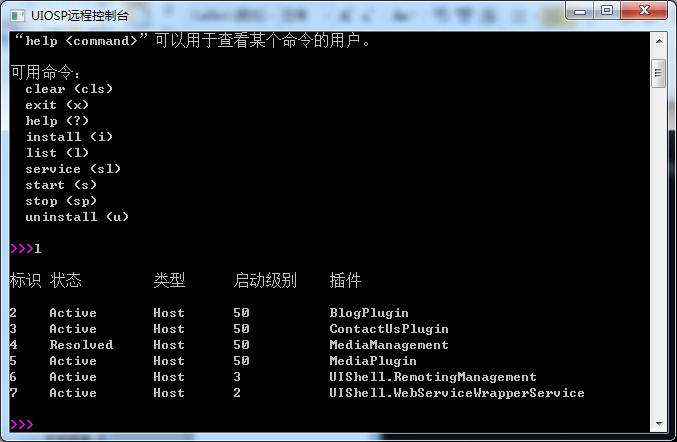 UIOSP远程控制台
“help <command>”可以用于查看某个命令的用户。
可用命令:
clear (cls)
exit (x)
help (?)
install (i)
list (l)
service (sl)
start (s)
stop (sp)
uninstall (u)
>>>l
标识 状态 类型 启动级别 插件
2 Active Host 50 BlogPlugin
3 Active Host 50 ContactUsPlugin
4 Resolved Host 50 MediaManagement
5 Active Host 50 MediaPlugin
6 Active Host 3 UIShell.RemotingManagement
7 Active Host 2 UIShell.WebServiceWrapperService
>>>